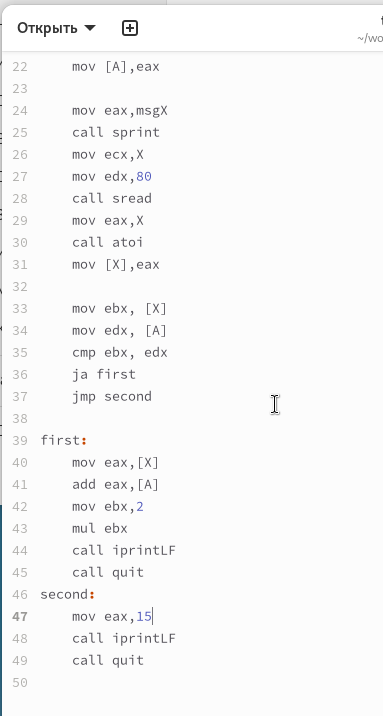 Открыть
~/wo
22 mov [A],eax
23
24 mov eax,msgX
25 call sprint
26 mov ecx,X
27 mov edx,80
28 call sread
29 mov eax,X
30 call atoi
31 mov [X],eax
32
33 mov ebx, [X]
34 mov edx, [A]
35 cmp ebx, edx
36 ja first
37 jmp second
38
39 first:
40 mov eax,[X]
41 add eax,[A]
42 mov ebx,2
43 mul ebx
44 call iprintLF
45 call quit
46 second:
47 mov eax,15
48 call iprintLF
49 call quit
50